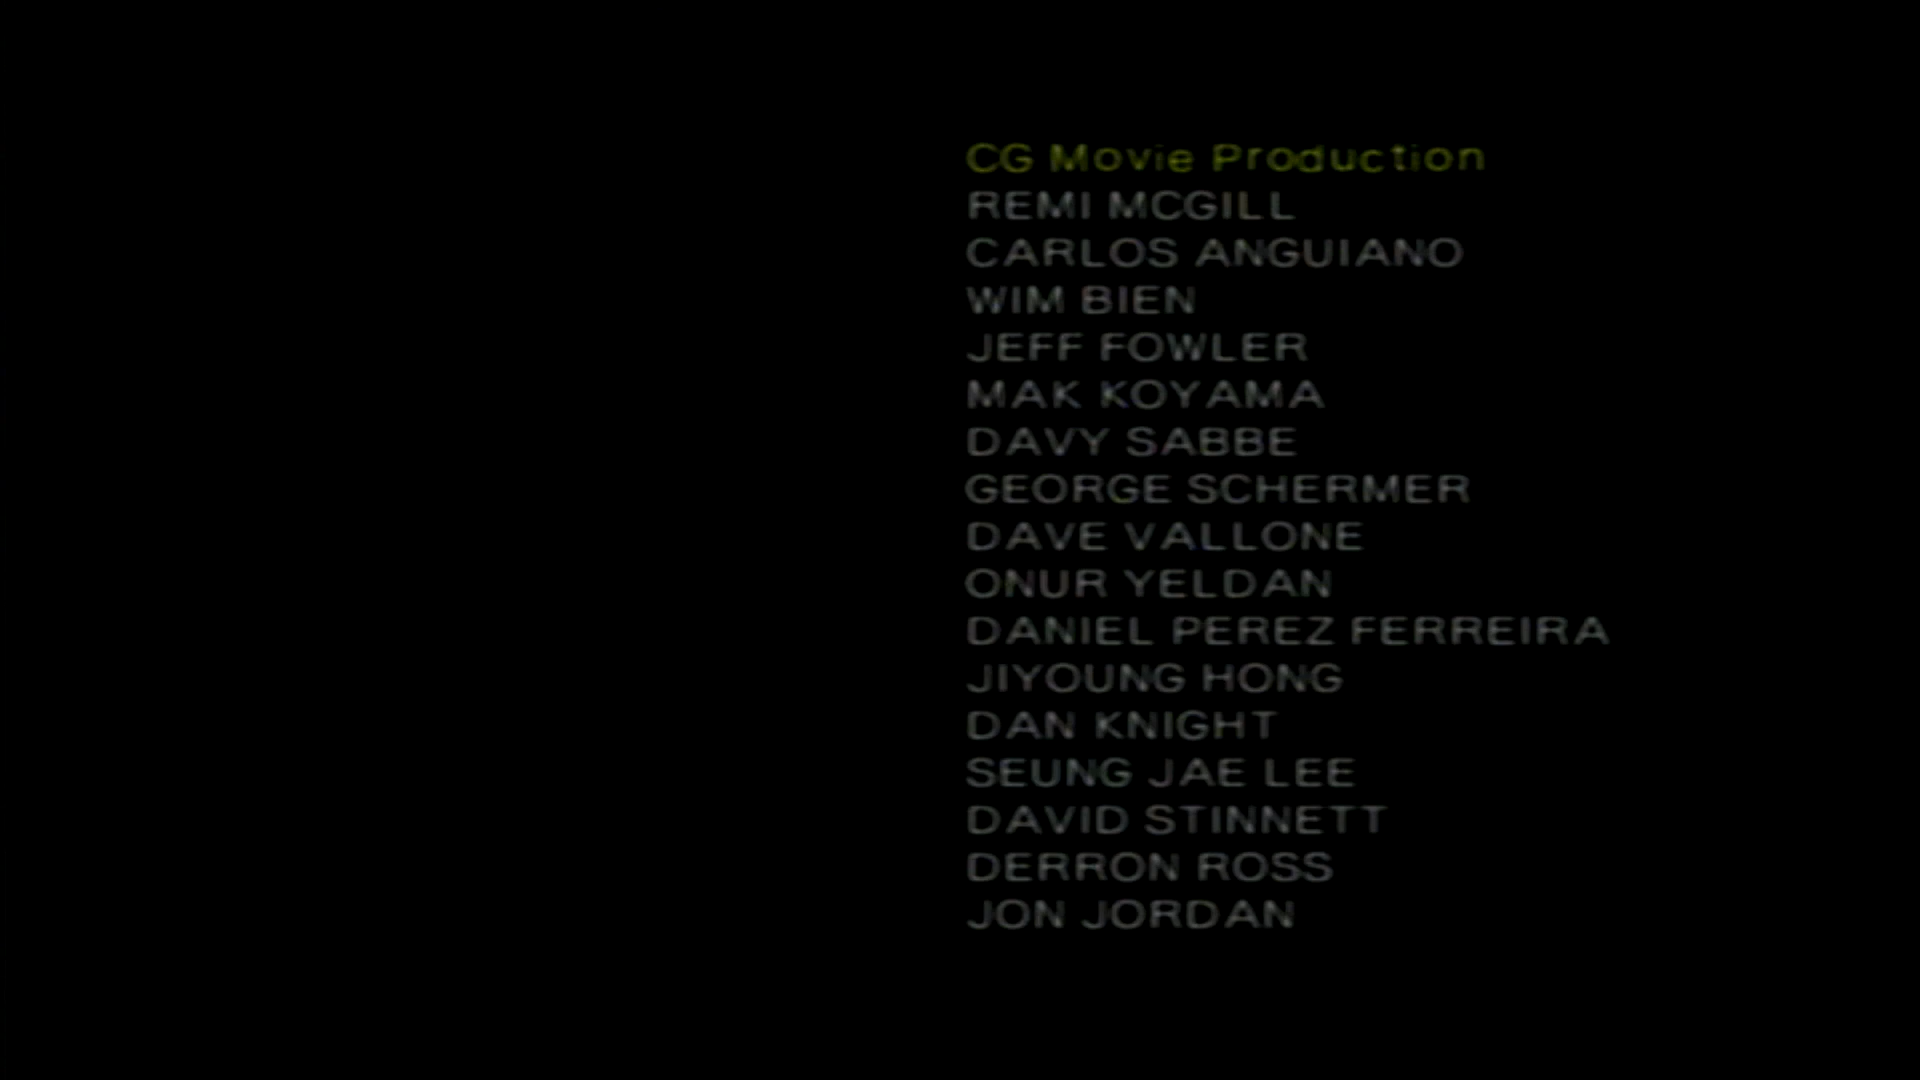 CG Movie Production
REMI MCGILL
CARLOS ANGUIANO
WIM BIEN
JEFF FOWLER
MAK KOYAMA
DAVY SABBE
GEORGE SCHERMER
DAVE VALLONE
ONUR YELDAN
DANIEL PEREZ FERREIRA
JIYOUNG HONG
DAN KNIGHT
SEUNG JAE LEE
DAVID STINNETT
DERRON ROSS
JON JORDAN